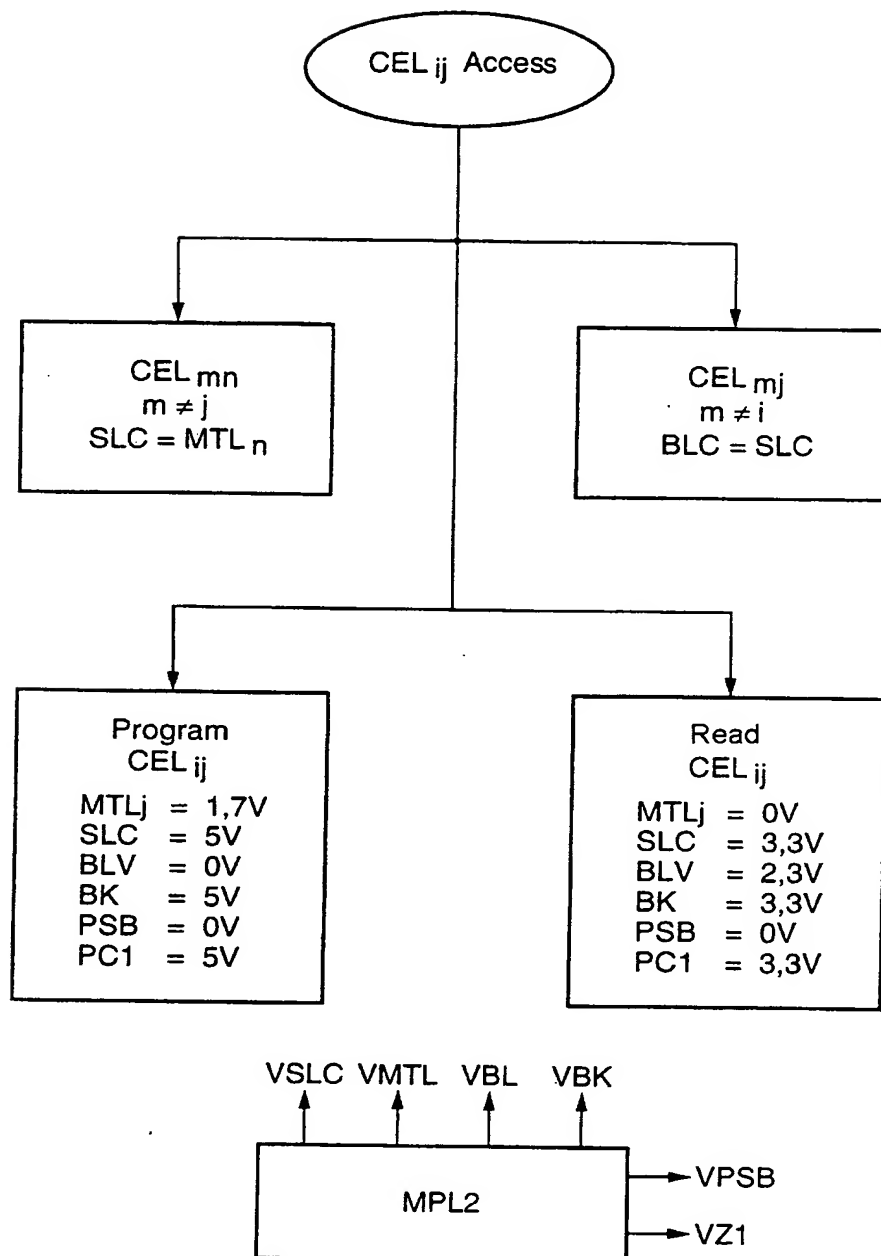 CEL ij Access
CEL mn
m ≠ j
SLC = MTL n
CEL mj
m ≠ i
BLC = SLC
Program
CEL ij
MTLj = 1,7V
SLC = 5V
BLV = 0V
BK = 5V
PSB = 0V
PC1 = 5V
Read
CEL ij
MTLj = 0V
SLC = 3,3V
BLV = 2,3V
BK = 3,3V
PSB = 0V
PC1 = 3,3V
VSLC VMTL VBL VBK
MPL2
VPSB
VZ1